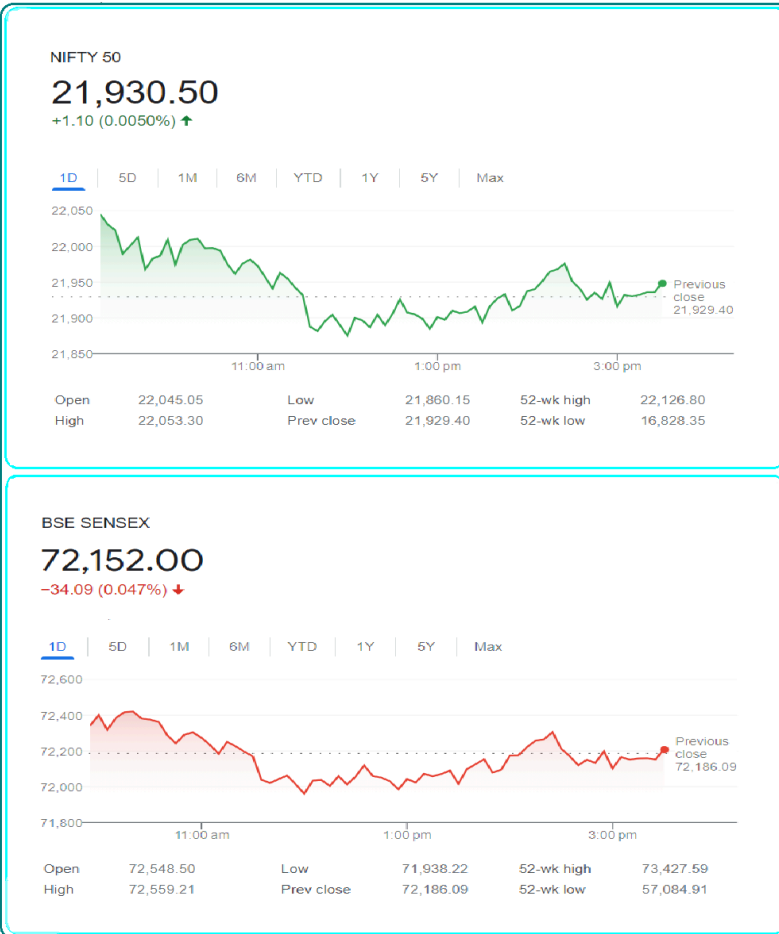 NIFTY 50
21,930.50
+1.10 (0.0050%) ↑
1D 5D 1M 6M YTD 1Y 5Y Max
22,050
22,000
21,950
21,900
21,850
Previous
close
21,929.40
11:00 am 1:00 pm 3:00 pm
Open 22,045.05 Low 21,860.15 52-wk high 22,126.80
High 22,053.30 Prev close 21,929.40 52-wk low 16,828.35
BSE SENSEX
72,152.00
−34.09 (0.047%) ↓
1D 5D 1M 6M YTD 1Y 5Y Max
72,600
72,400
72,200
72,000
71,800
Previous
close
72,186.09
11:00 am 1:00 pm 3:00 pm
Open 72,548.50 Low 71,938.22 52-wk high 73,427.59
High 72,559.21 Prev close 72,186.09 52-wk low 57,084.91